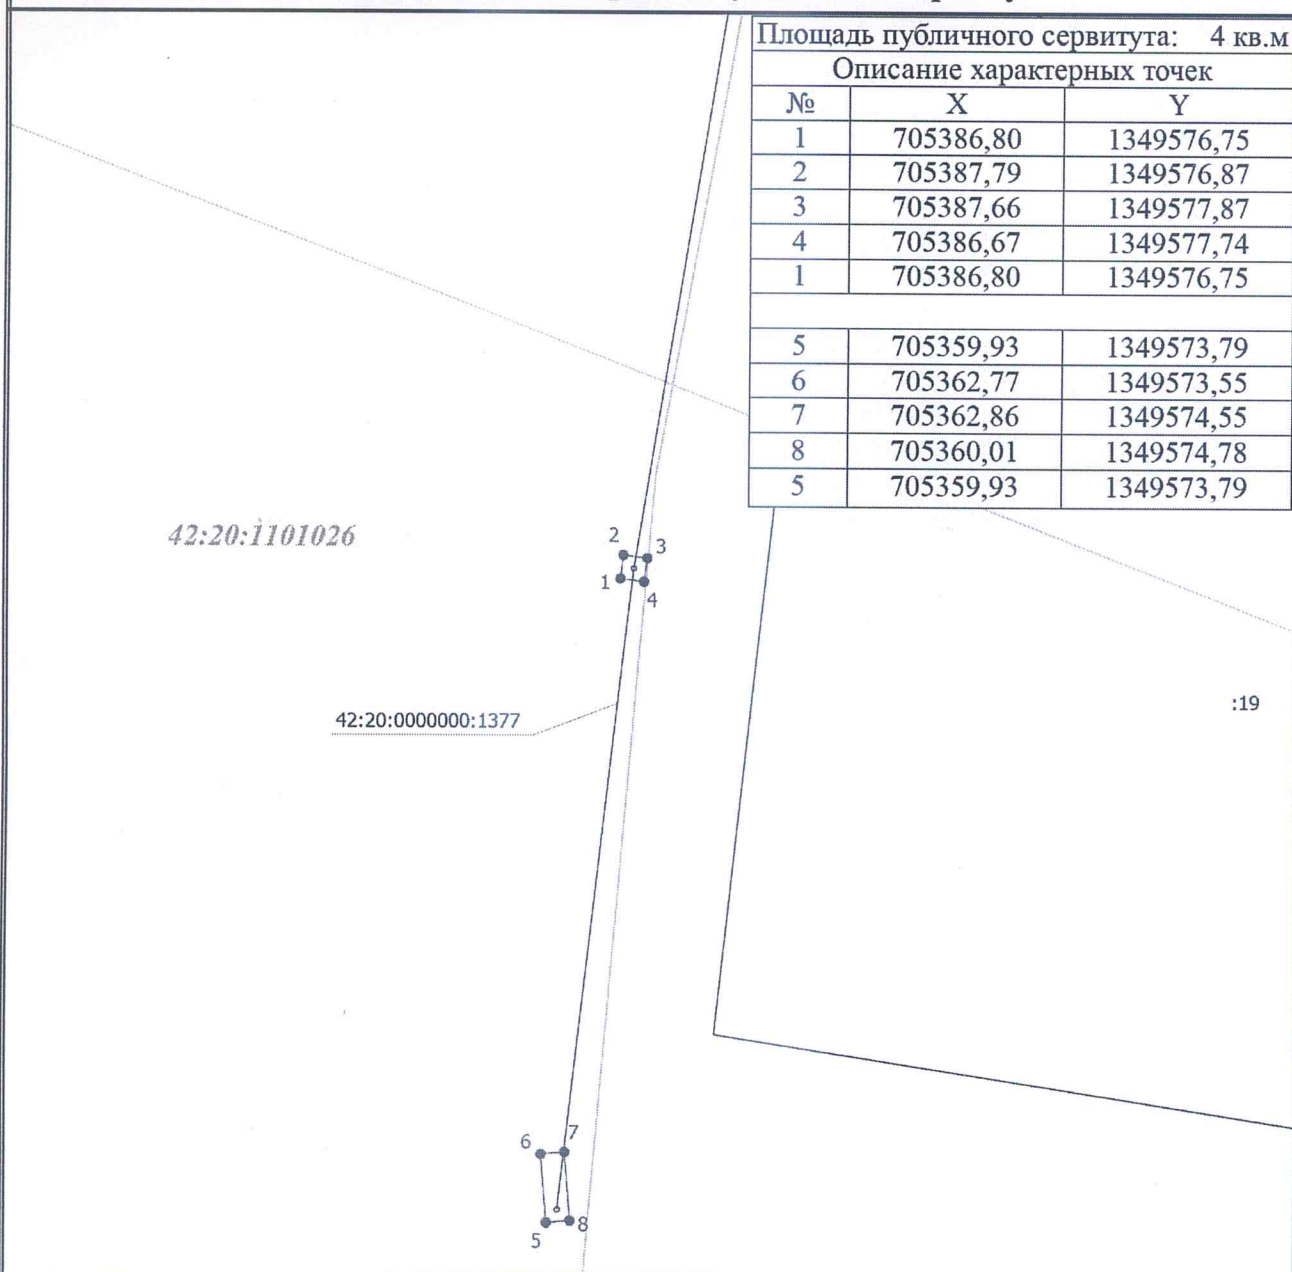 Площадь публичного сервитута: 4 кв.м
Описание характерных точек
№ X Y
1 705386,80 1349576,75
2 705387,79 1349576,87
3 705387,66 1349577,87
4 705386,67 1349577,74
1 705386,80 1349576,75
5 705359,93 1349573,79
6 705362,77 1349573,55
7 705362,86 1349574,55
8 705360,01 1349574,78
5 705359,93 1349573,79
42:20:1101026
2
3
1
4
42:20:0000000:1377
:19
6
7
5
8